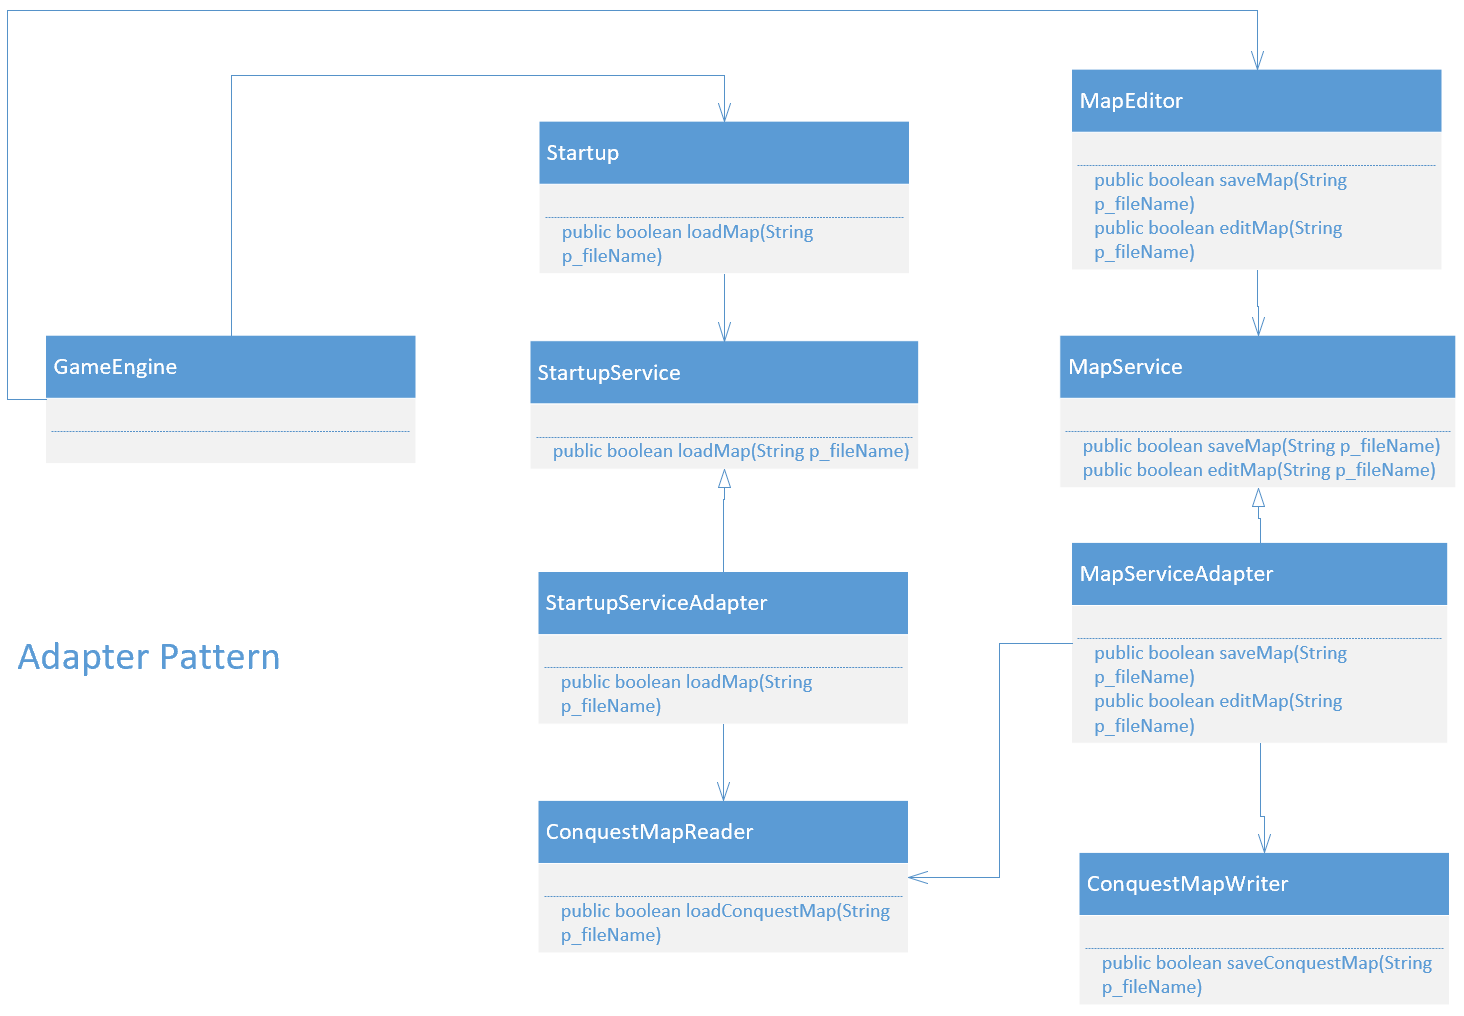 MapEditor
public boolean saveMap(String
p_fileName)
public boolean editMap(String
p_fileName)
Startup
public boolean loadMap(String
p_fileName)
GameEngine
StartupService
public boolean loadMap(String p_fileName)
MapService
public boolean saveMap(String p_fileName)
public boolean editMap(String p_fileName)
Adapter Pattern
StartupServiceAdapter
public boolean loadMap(String
p_fileName)
MapServiceAdapter
public boolean saveMap(String
p_fileName)
public boolean editMap(String
p_fileName)
ConquestMapReader
public boolean loadConquestMap(String
p_fileName)
ConquestMapWriter
public boolean saveConquestMap(String
p_fileName)